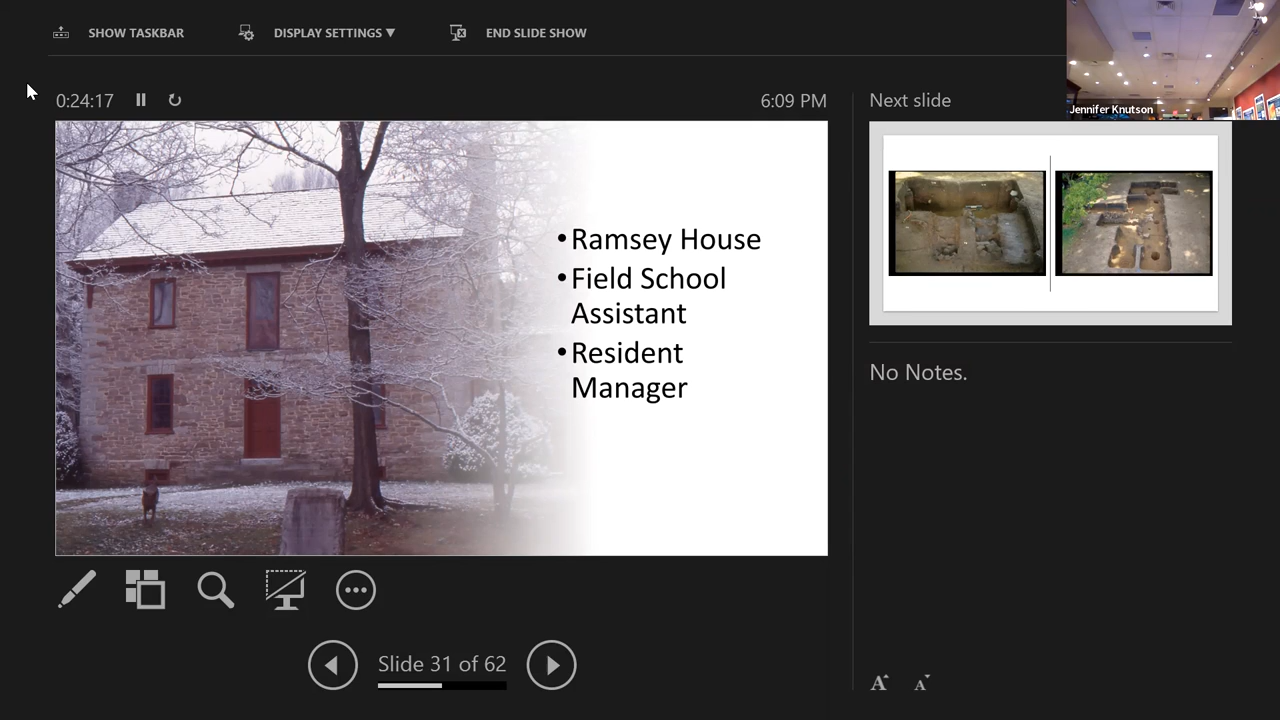 SHOW TASKBAR
DISPLAY SETTINGS ▼
END SLIDE SHOW
Jennifer Knutson
0:24:17
6:09 PM
Next slide
•Ramsey House
•Field School
Assistant
•Resident
Manager
No Notes.
Slide 31 of 62
A A